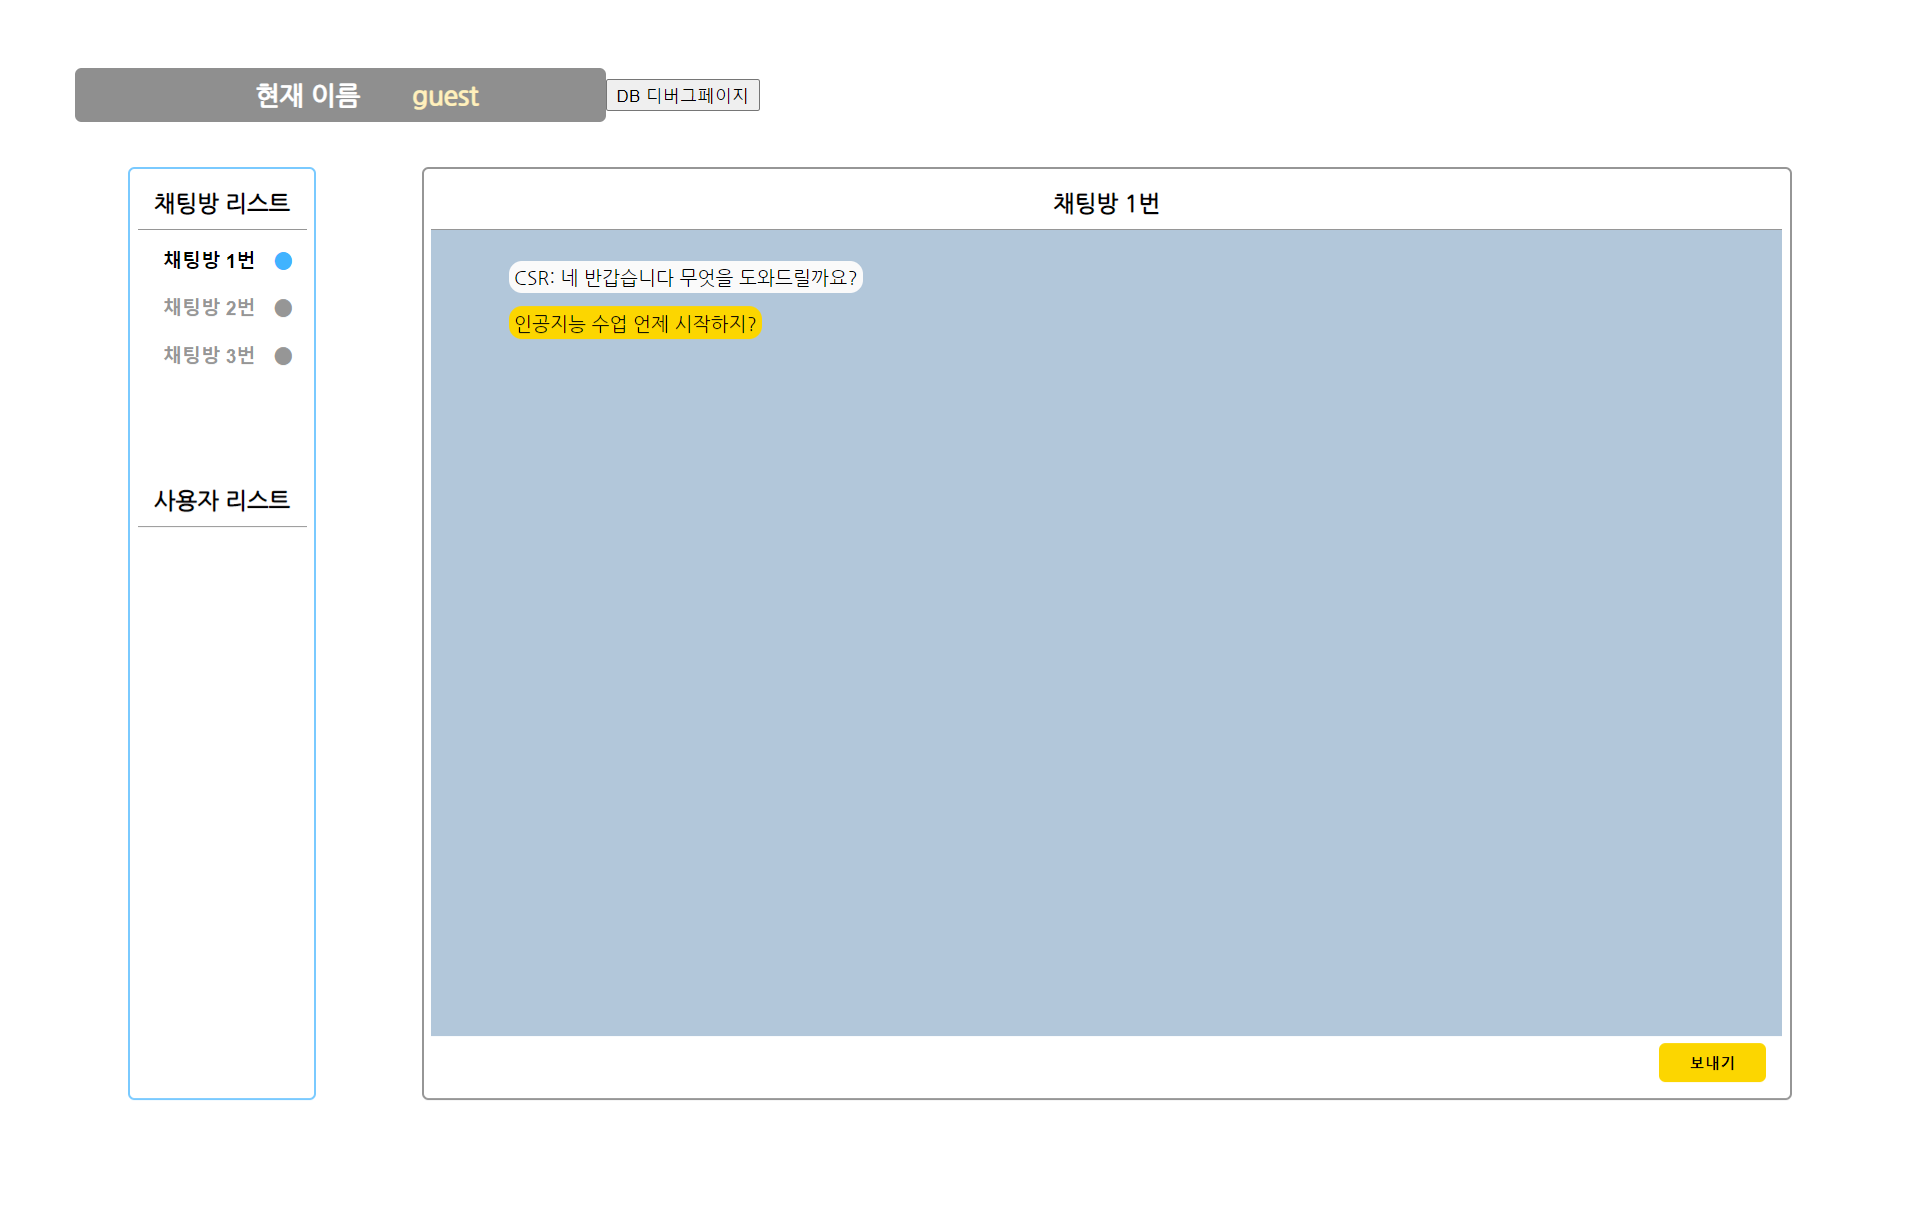 현재 이름 guest DB 디버그페이지
채팅방 리스트
채팅방 1번
채팅방 2번
채팅방 3번
사용자 리스트
채팅방 1번
CSR: 네 반갑습니다 무엇을 도와드릴까요?
인공지능 수업 언제 시작하지?
보내기